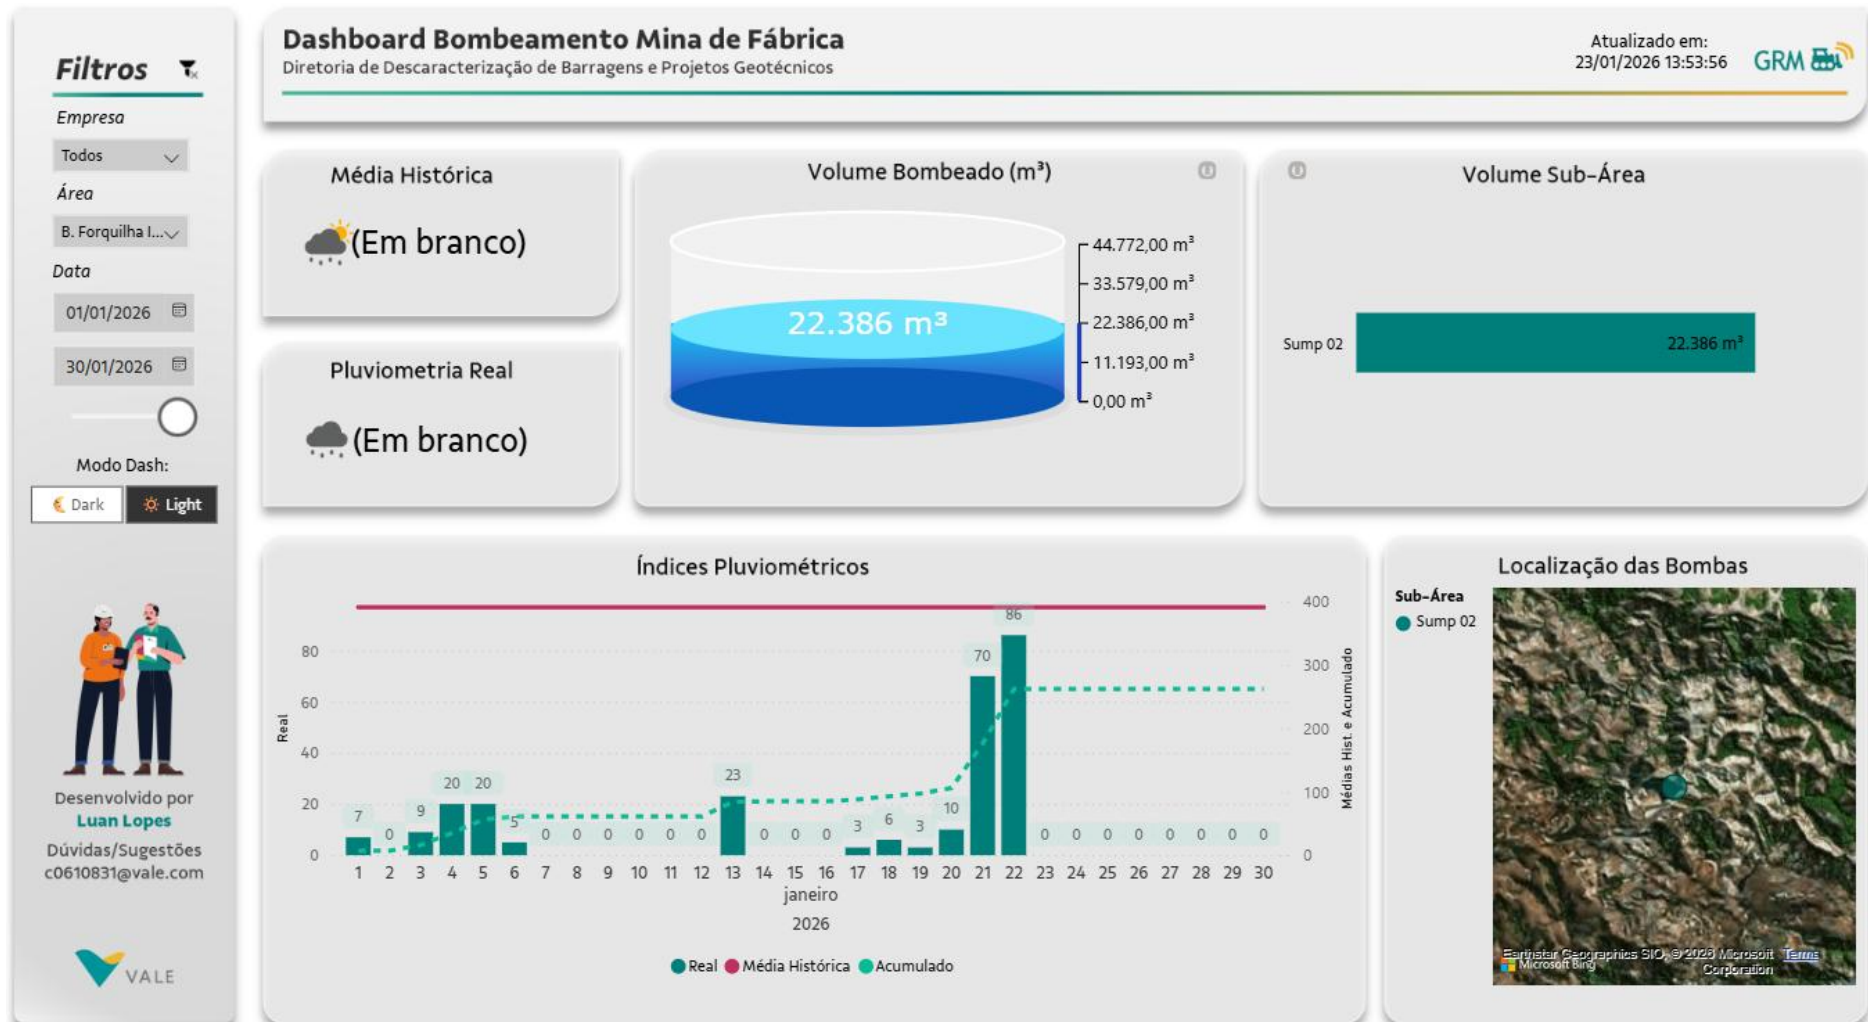 Filtros
Empresa
Todos
Área
B. Forquilha I...
Data
01/01/2026
30/01/2026
Modo Dash:
Dark
Light
Desenvolvido por
Luan Lopes
Dúvidas/Sugestões
c0610831@vale.com
VALE
Dashboard Bombeamento Mina de Fábrica
Diretoria de Descaracterização de Barragens e Projetos Geotécnicos
Atualizado em:
23/01/2026 13:53:56
GRM
Média Histórica
(Em branco)
Pluviometria Real
(Em branco)
Volume Bombeado (m³)
22.386 m³
44.772,00 m³
33.579,00 m³
22.386,00 m³
11.193,00 m³
0,00 m³
Volume Sub-Área
Sump 02
22.386 m³
Índices Pluviométricos
Real
80
60
40
20
0
7 0 9 20 20 5 0 0 0 0 0 0 23 0 0 0 3 6 3 10 70 86 0 0 0 0 0 0 0 0
400
300
200
100
0
Médias Hist. e Acumulado
1 2 3 4 5 6 7 8 9 10 11 12 13 14 15 16 17 18 19 20 21 22 23 24 25 26 27 28 29 30
janeiro
2026
Real Média Histórica Acumulado
Localização das Bombas
Sub-Área
Sump 02
Earthstar Geographics SIO, © 2026 Microsoft Corporation Terms
Microsoft Bing